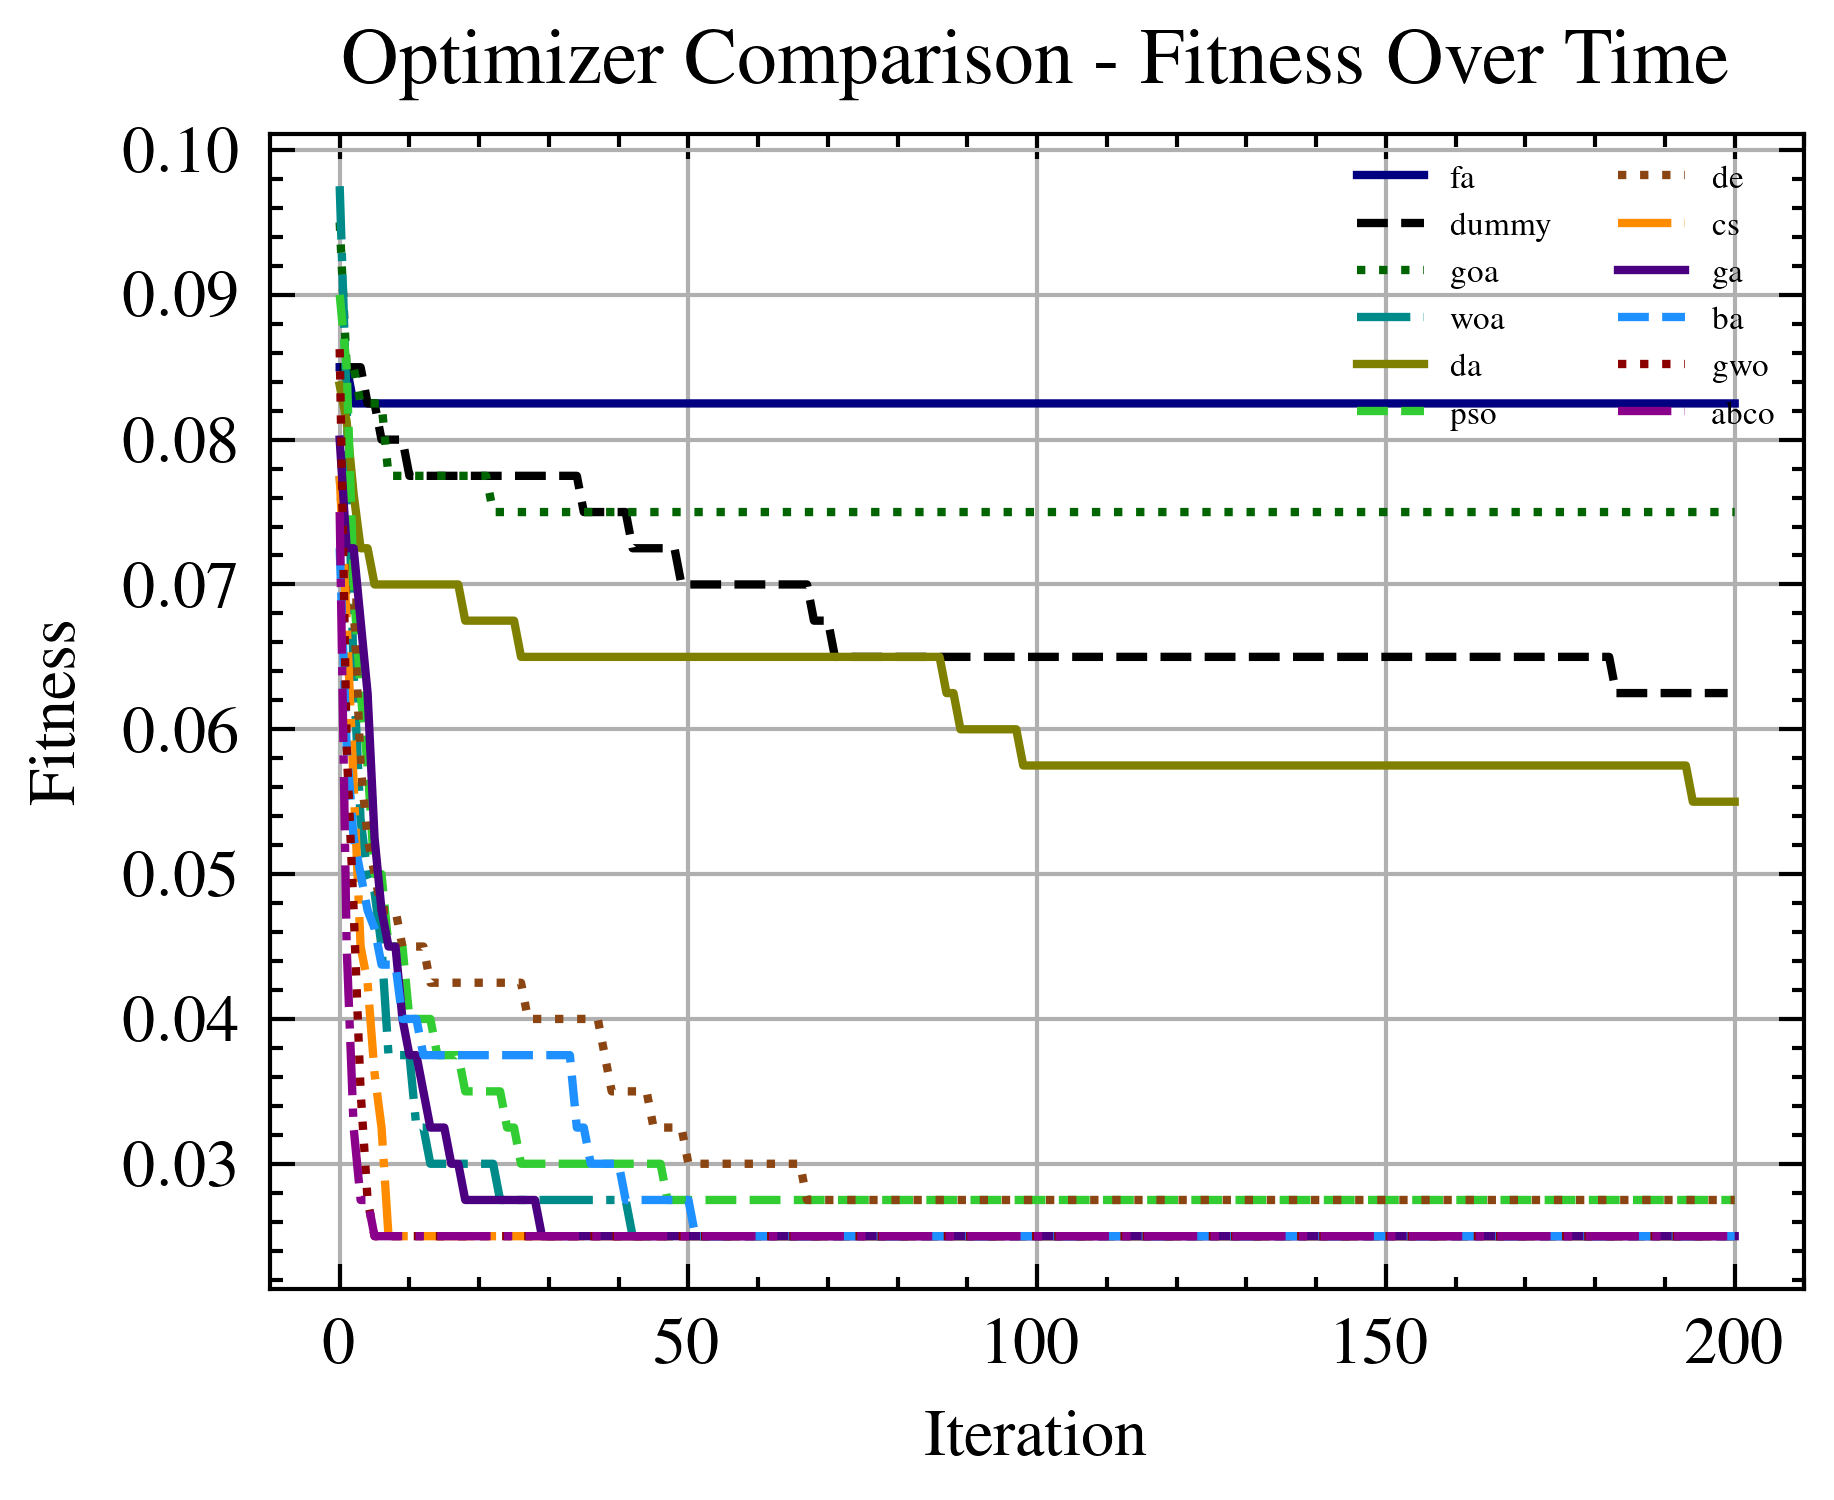 Optimizer Comparison - Fitness Over Time
0.10
0.09
0.08
0.07
0.06
0.05
0.04
0.03
Fitness
fa
dummy
goa
woa
da
pso
de
cs
ga
ba
gwo
abco
0
50
100
150
200
Iteration